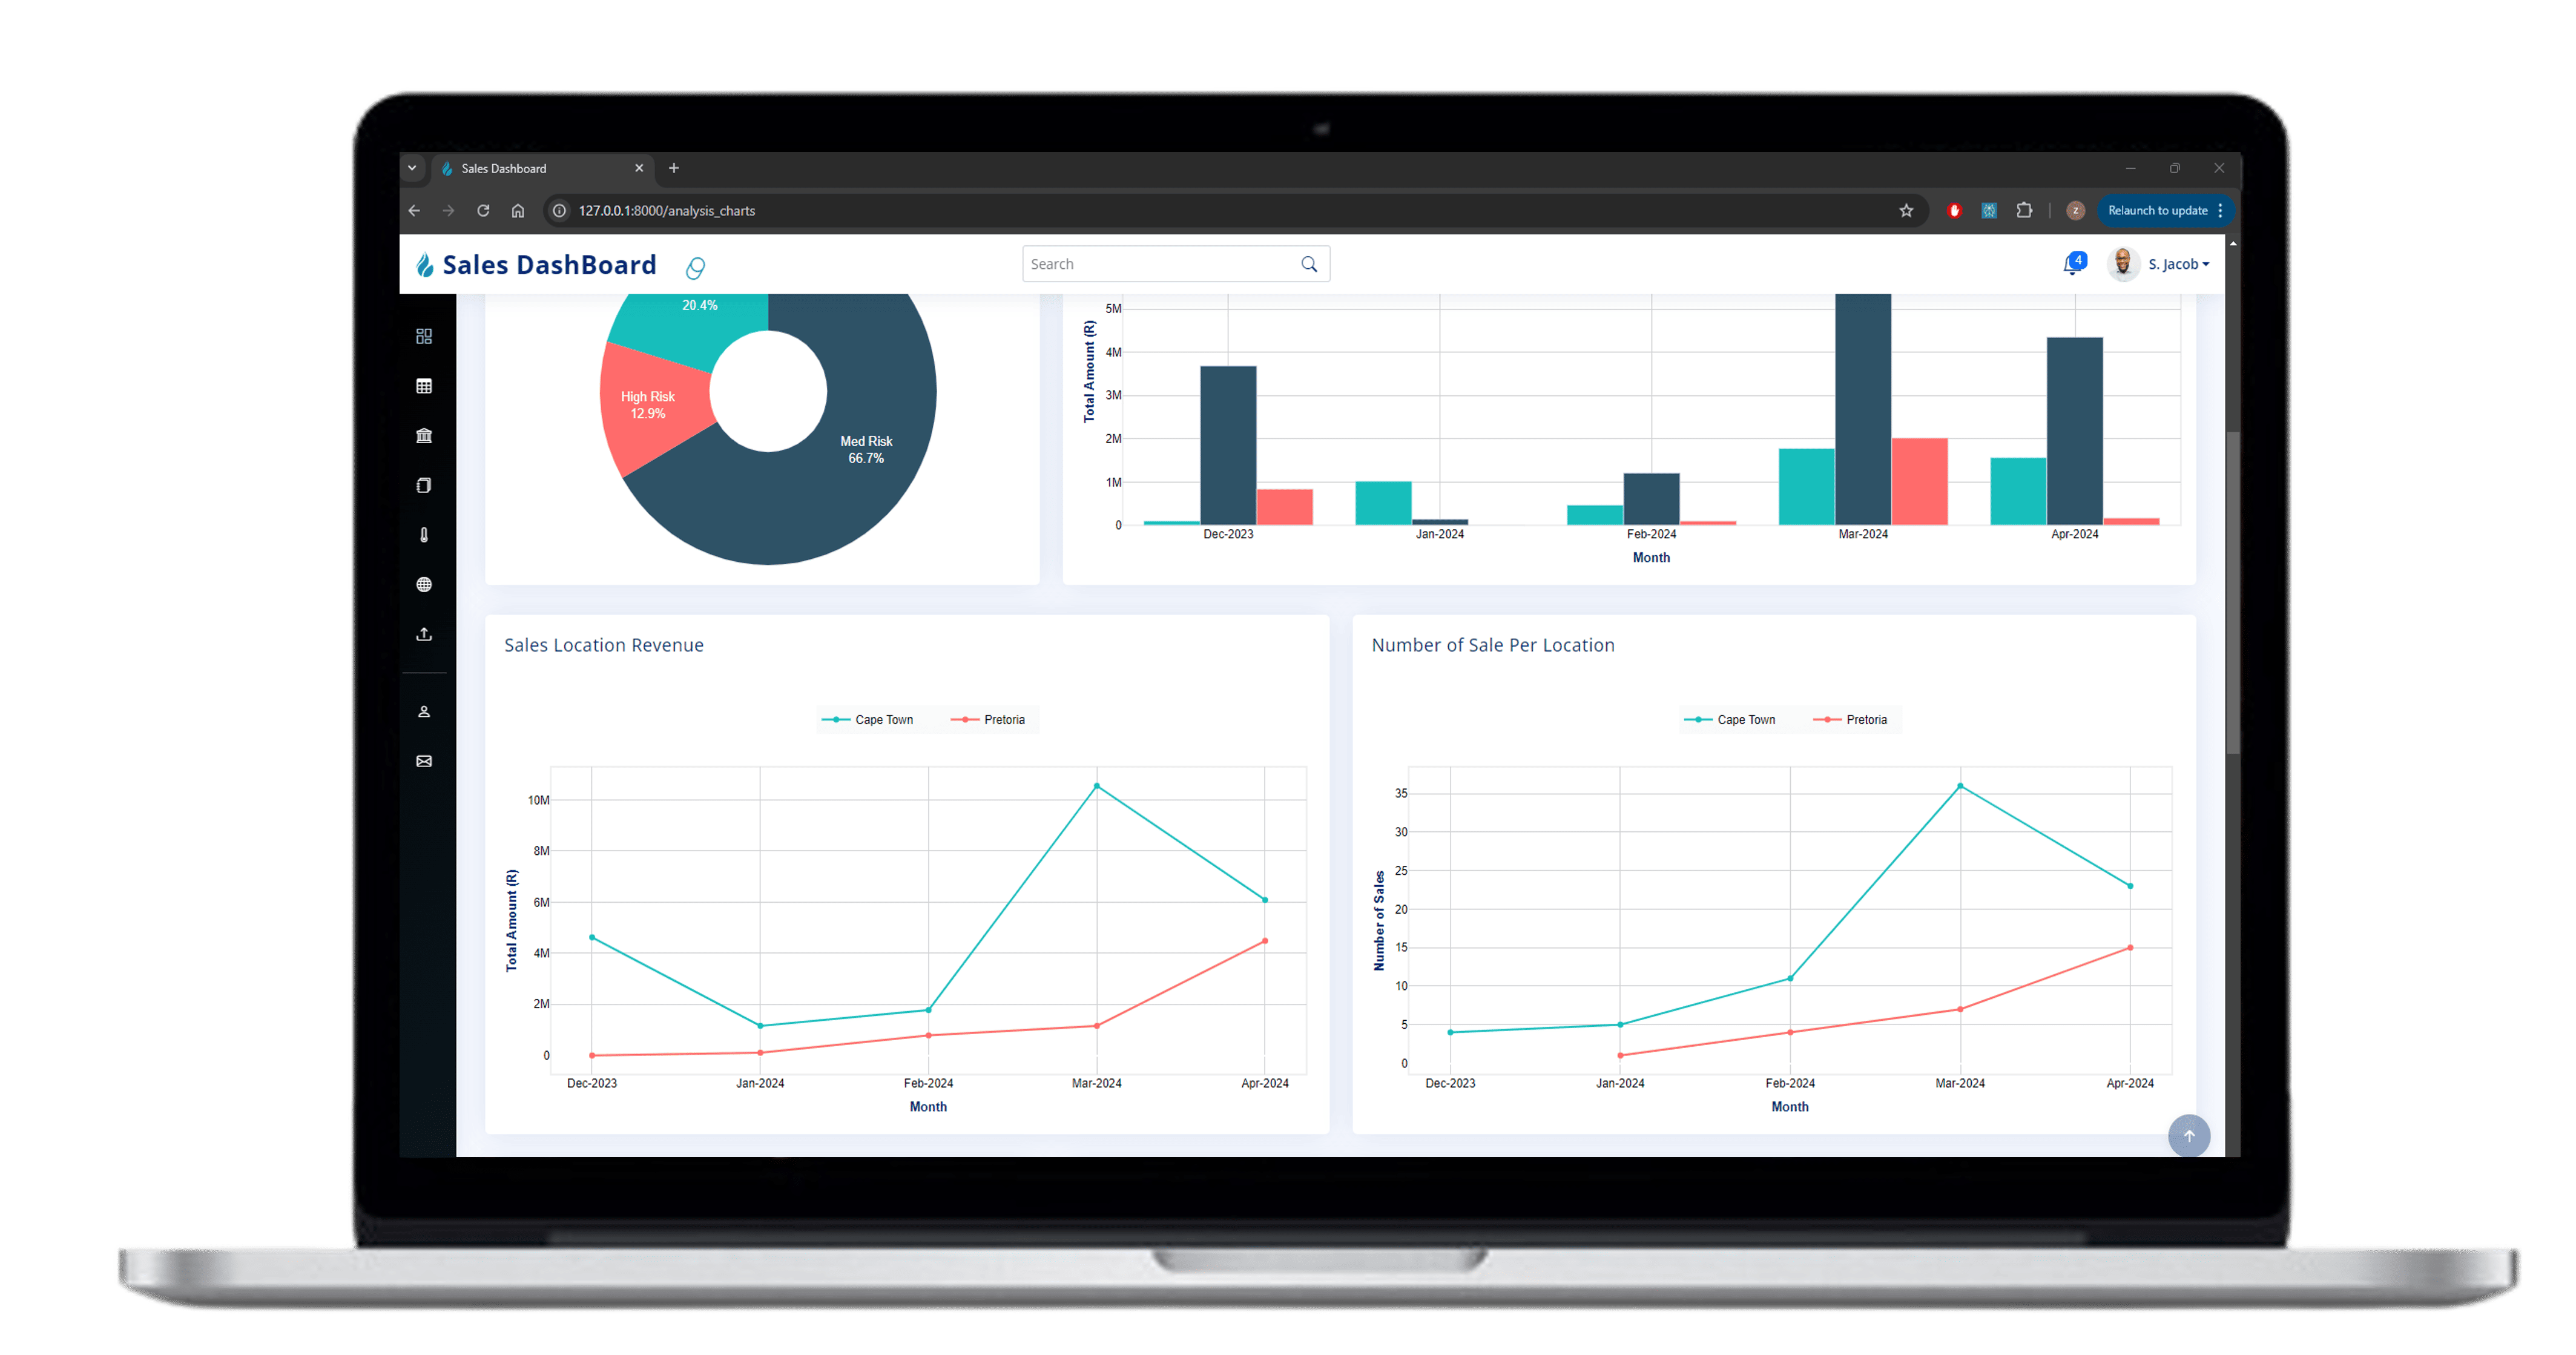 Sales Dashboard
127.0.0.1:8000/analysis_charts
Relaunch to update
z
Sales DashBoard
Search
4
S. Jacob
20.4%
High Risk
12.9%
Med Risk
66.7%
Total Amount (R)
5M
4M
3M
2M
1M
0
Dec-2023
Jan-2024
Feb-2024
Mar-2024
Apr-2024
Month
Sales Location Revenue
Cape Town
Pretoria
Total Amount (R)
10M
8M
6M
4M
2M
0
Dec-2023
Jan-2024
Feb-2024
Mar-2024
Apr-2024
Month
Number of Sale Per Location
Cape Town
Pretoria
Number of Sales
35
30
25
20
15
10
5
0
Dec-2023
Jan-2024
Feb-2024
Mar-2024
Apr-2024
Month